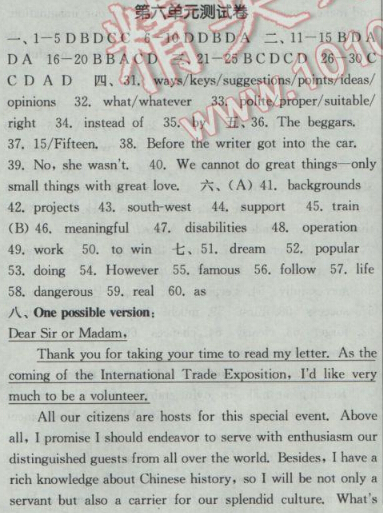 第六单元测试卷
一、1-5 DBDCC 6-10 DDBDA 二、11-15 BDA
DA 16-20 BBACD 三、21-25 BCDCD 26-30 C
CDAD 四、31. ways/keys/suggestions/points/ideas/
opinions 32. what/whatever 33. polite/proper/suitable/
right 34. instead of 35. by 五、36. The beggars.
37. 15/Fifteen. 38. Before the writer got into the car.
39. No, she wasn't. 40. We cannot do great things—only
small things with great love. 六、(A) 41. backgrounds
42. projects 43. south-west 44. support 45. train
(B) 46. meaningful 47. disabilities 48. operation
49. work 50. to win 七、51. dream 52. popular
53. doing 54. However 55. famous 56. follow 57. life
58. dangerous 59. real 60. as
八、One possible version:
Dear Sir or Madam,
Thank you for taking your time to read my letter. As the
coming of the International Trade Exposition, I'd like very
much to be a volunteer.
All our citizens are hosts for this special event. Above
all, I promise I should endeavor to serve with enthusiasm our
distinguished guests from all over the world. Besides, I have a
rich knowledge about Chinese history, so I will be not only a
servant but also a carrier for our splendid culture. What's